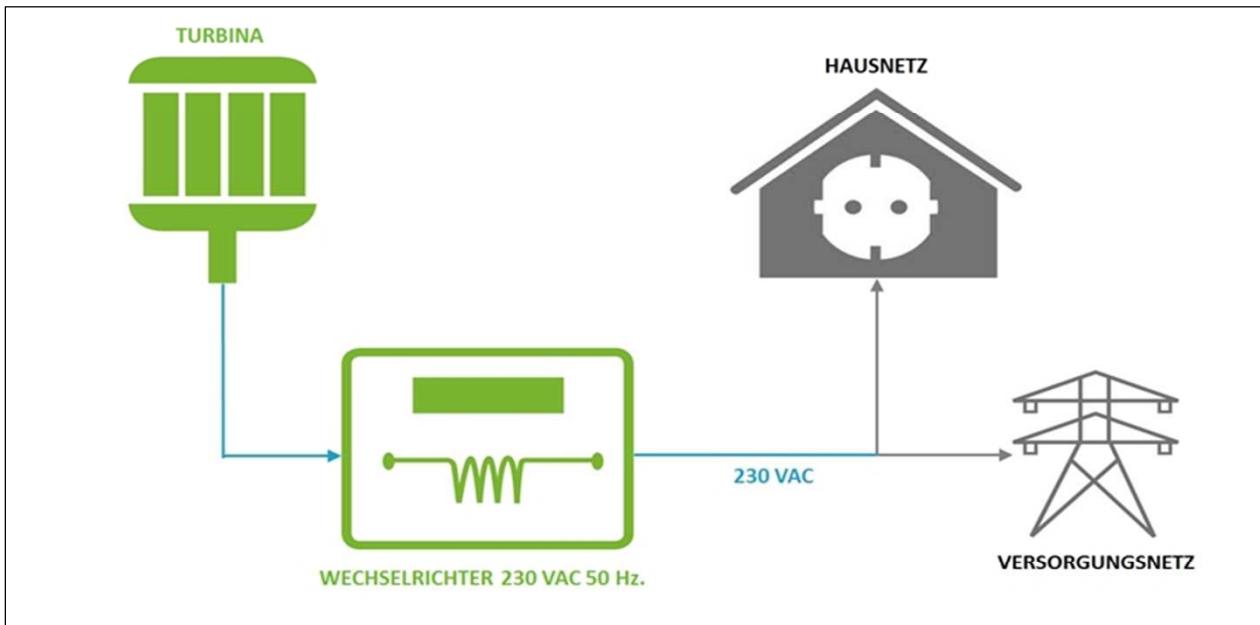 TURBINA
HAUSNETZ
230 VAC
VERSORGUNGSNETZ
WECHSELRICHTER 230 VAC 50 Hz.